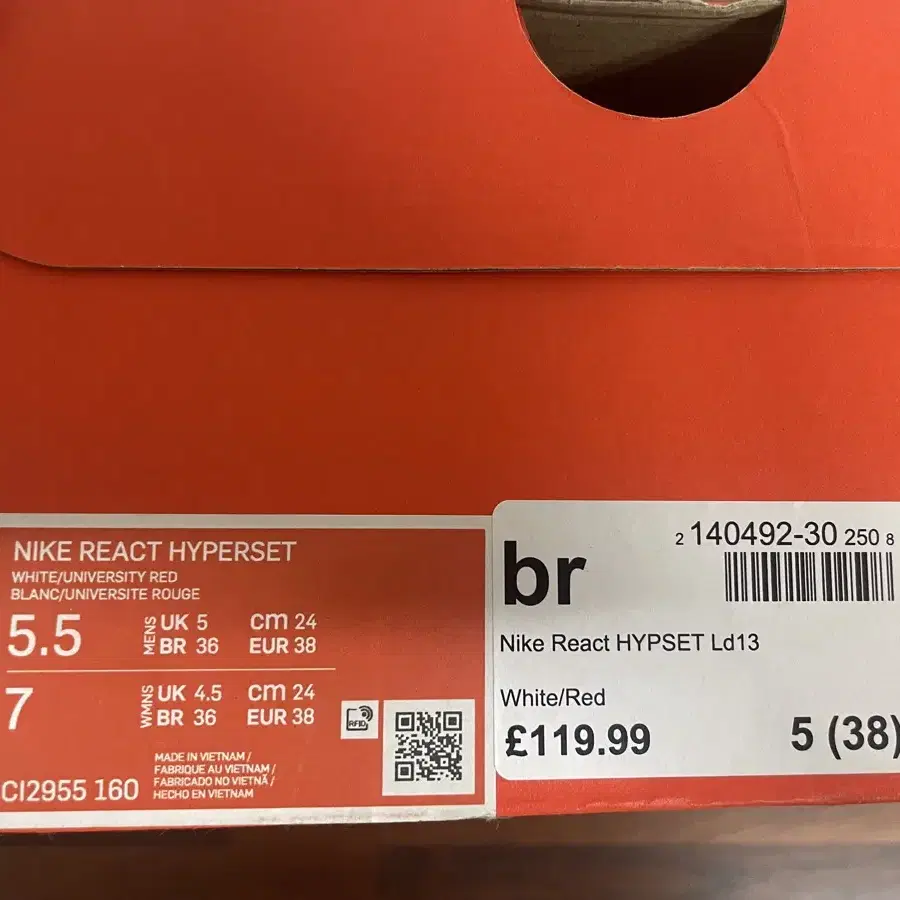 NIKE REACT HYPERSET
WHITE/UNIVERSITY RED
BLANC/UNIVERSITE ROUGE
5.5
MENS
UK 5 cm 24
BR 36 EUR 38
7
WMNS
UK 4.5 cm 24
BR 36 EUR 38
RFID
CI2955 160
MADE IN VIETNAM /
FABRIQUE AU VIETNAM /
FABRICADO NO VIETNÃ /
HECHO EN VIETNAM
2 140492-30 250 8
br
Nike React HYPSET Ld13
White/Red
£119.99 5 (38)